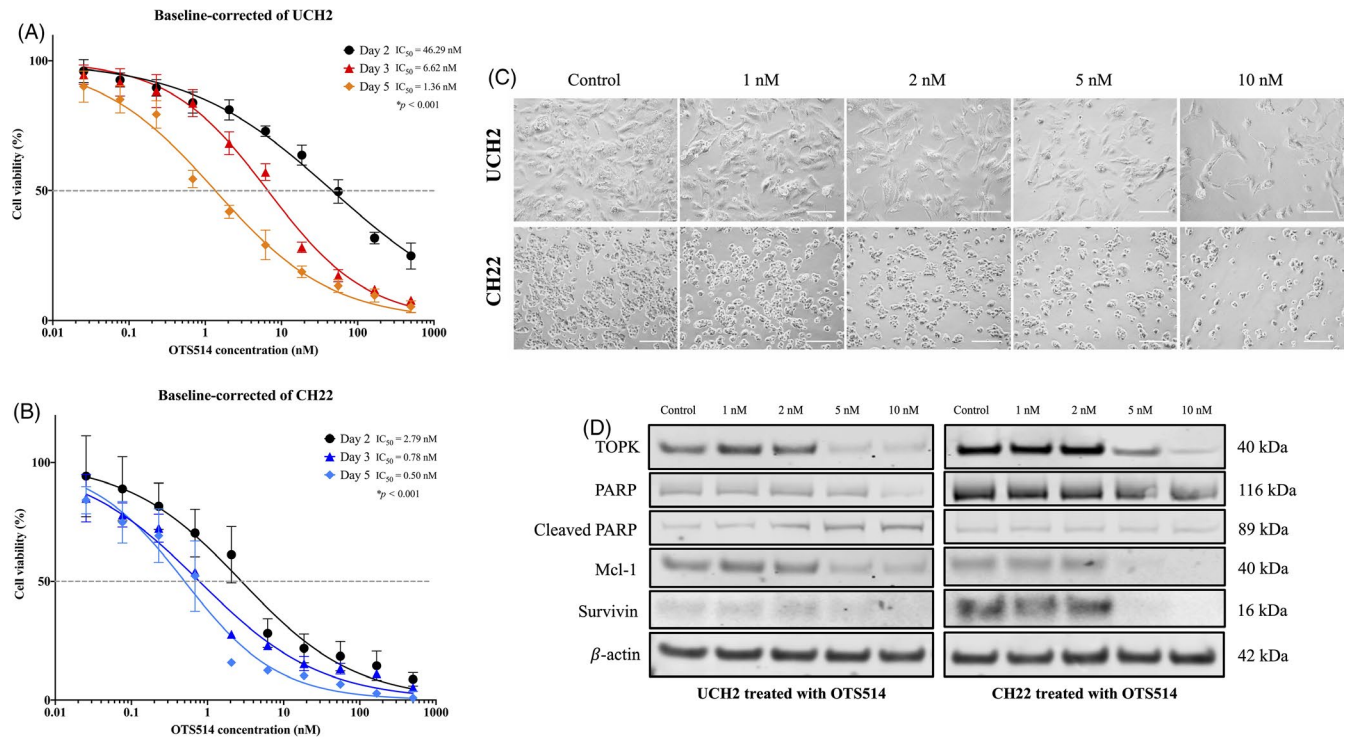 (A)
Baseline-corrected of UCH2
Day 2 IC50 = 46.29 nM
Day 3 IC50 = 6.62 nM
Day 5 IC50 = 1.36 nM
*p < 0.001
Cell viability (%)
100
50
0
0.01 0.1 1 10 100 1000
OTS514 concentration (nM)
(B)
Baseline-corrected of CH22
Day 2 IC50 = 2.79 nM
Day 3 IC50 = 0.78 nM
Day 5 IC50 = 0.50 nM
*p < 0.001
Cell viability (%)
100
50
0
0.01 0.1 1 10 100 1000
OTS514 concentration (nM)
(C)
Control 1 nM 2 nM 5 nM 10 nM
UCH2
CH22
(D)
Control 1 nM 2 nM 5 nM 10 nM Control 1 nM 2 nM 5 nM 10 nM
TOPK 40 kDa
PARP 116 kDa
Cleaved PARP 89 kDa
Mcl-1 40 kDa
Survivin 16 kDa
β-actin 42 kDa
UCH2 treated with OTS514 CH22 treated with OTS514